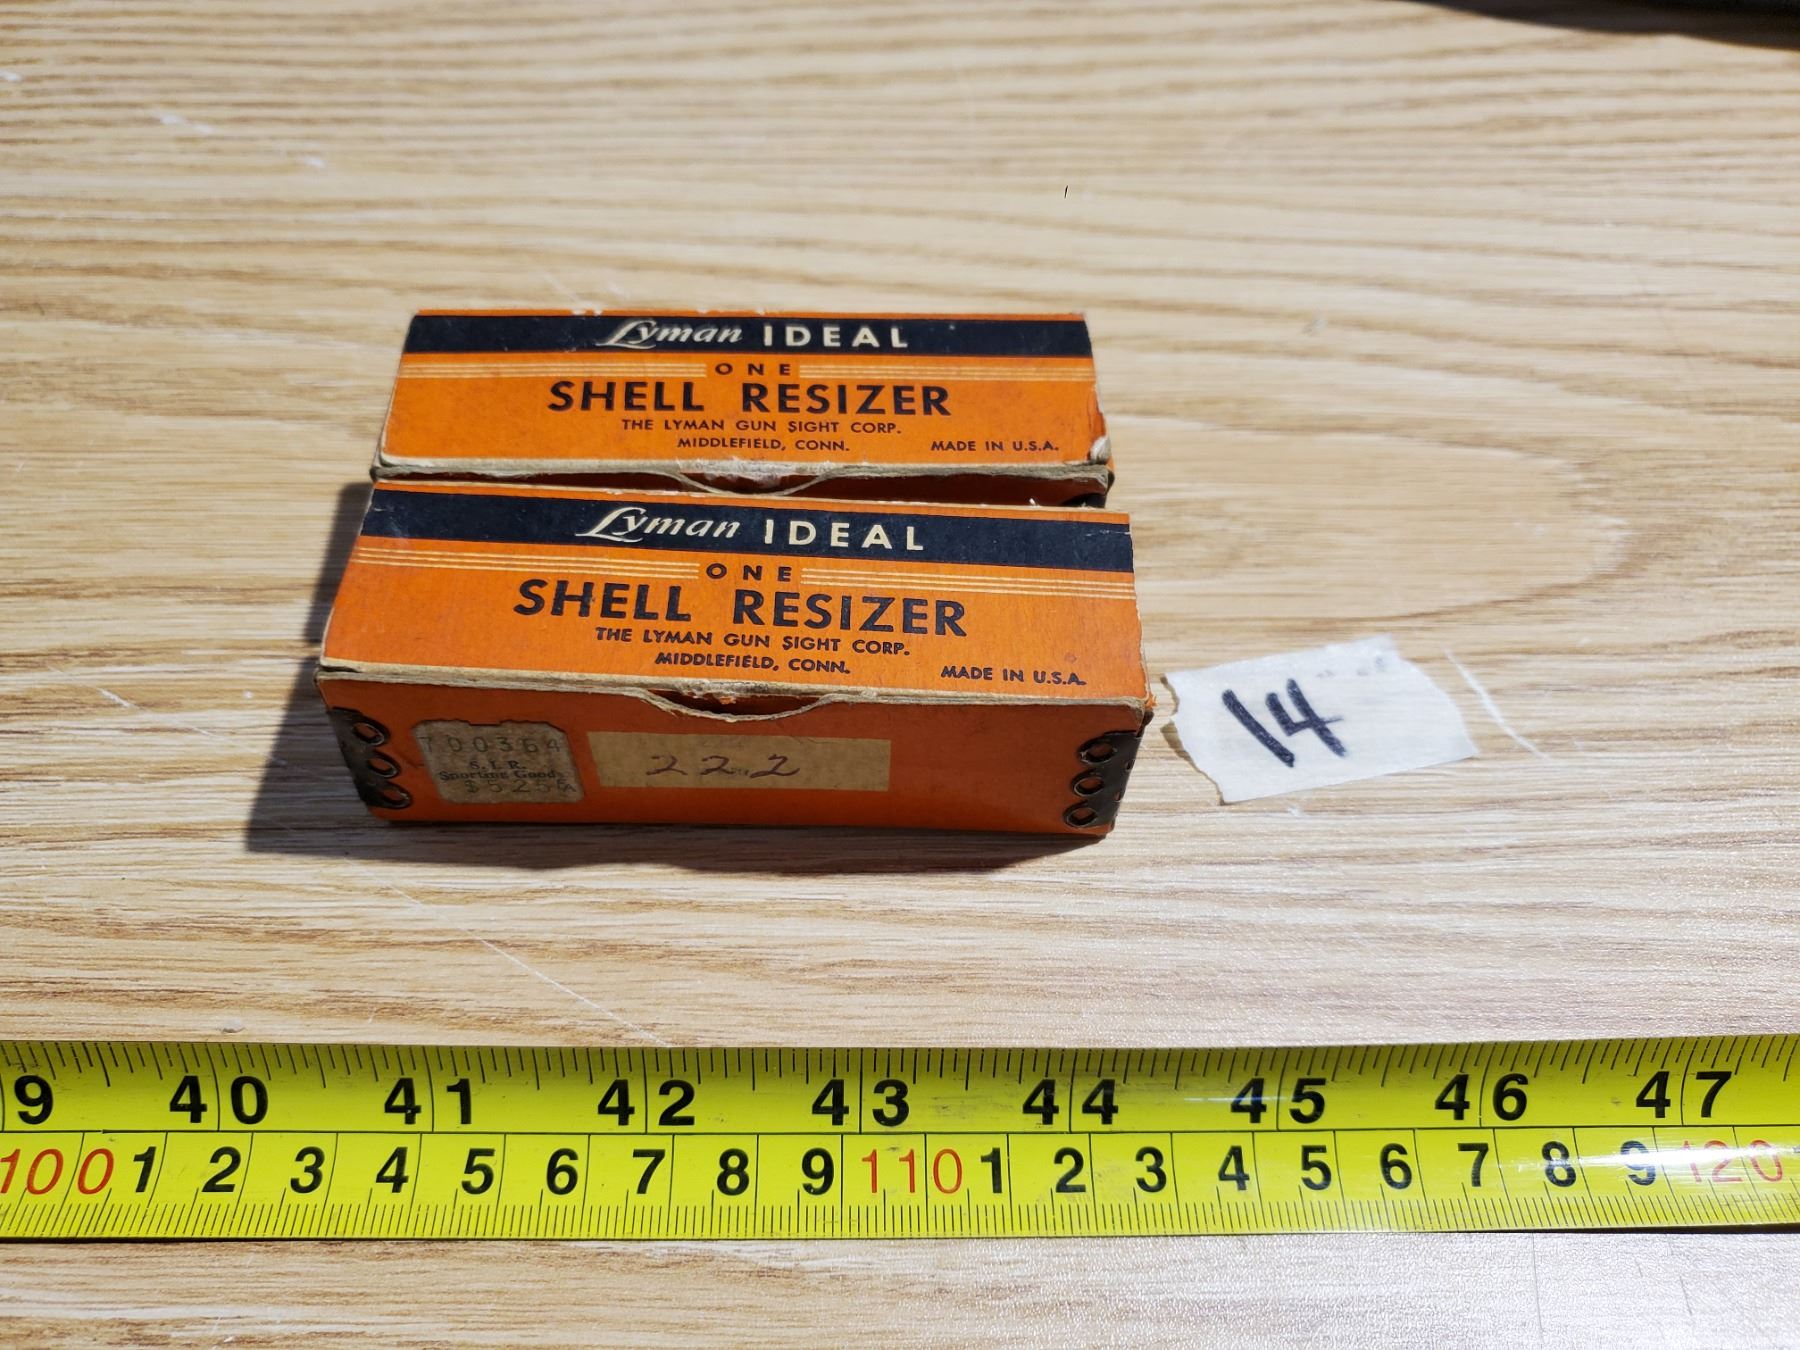 Lyman IDEAL
ONE
SHELL RESIZER
THE LYMAN GUN SIGHT CORP.
MIDDLEFIELD, CONN. MADE IN U.S.A.
Lyman IDEAL
ONE
SHELL RESIZER
THE LYMAN GUN SIGHT CORP.
MIDDLEFIELD, CONN. MADE IN U.S.A.
700364
S.I.R.
Sporting Goods
222
14
9 40 41 42 43 44 45 46 47
100 1 2 3 4 5 6 7 8 9 110 1 2 3 4 5 6 7 8 9 120